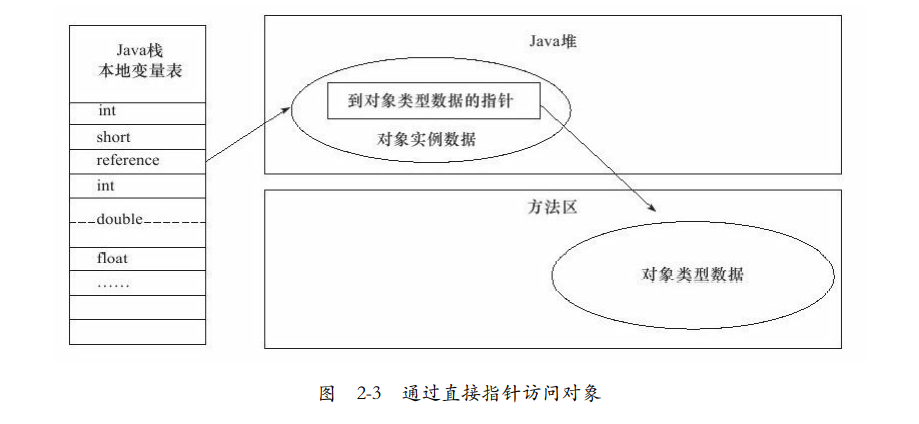 Java栈
本地变量表
int
short
reference
int
double
float
......
Java堆
到对象类型数据的指针
对象实例数据
方法区
对象类型数据
图 2-3 通过直接指针访问对象